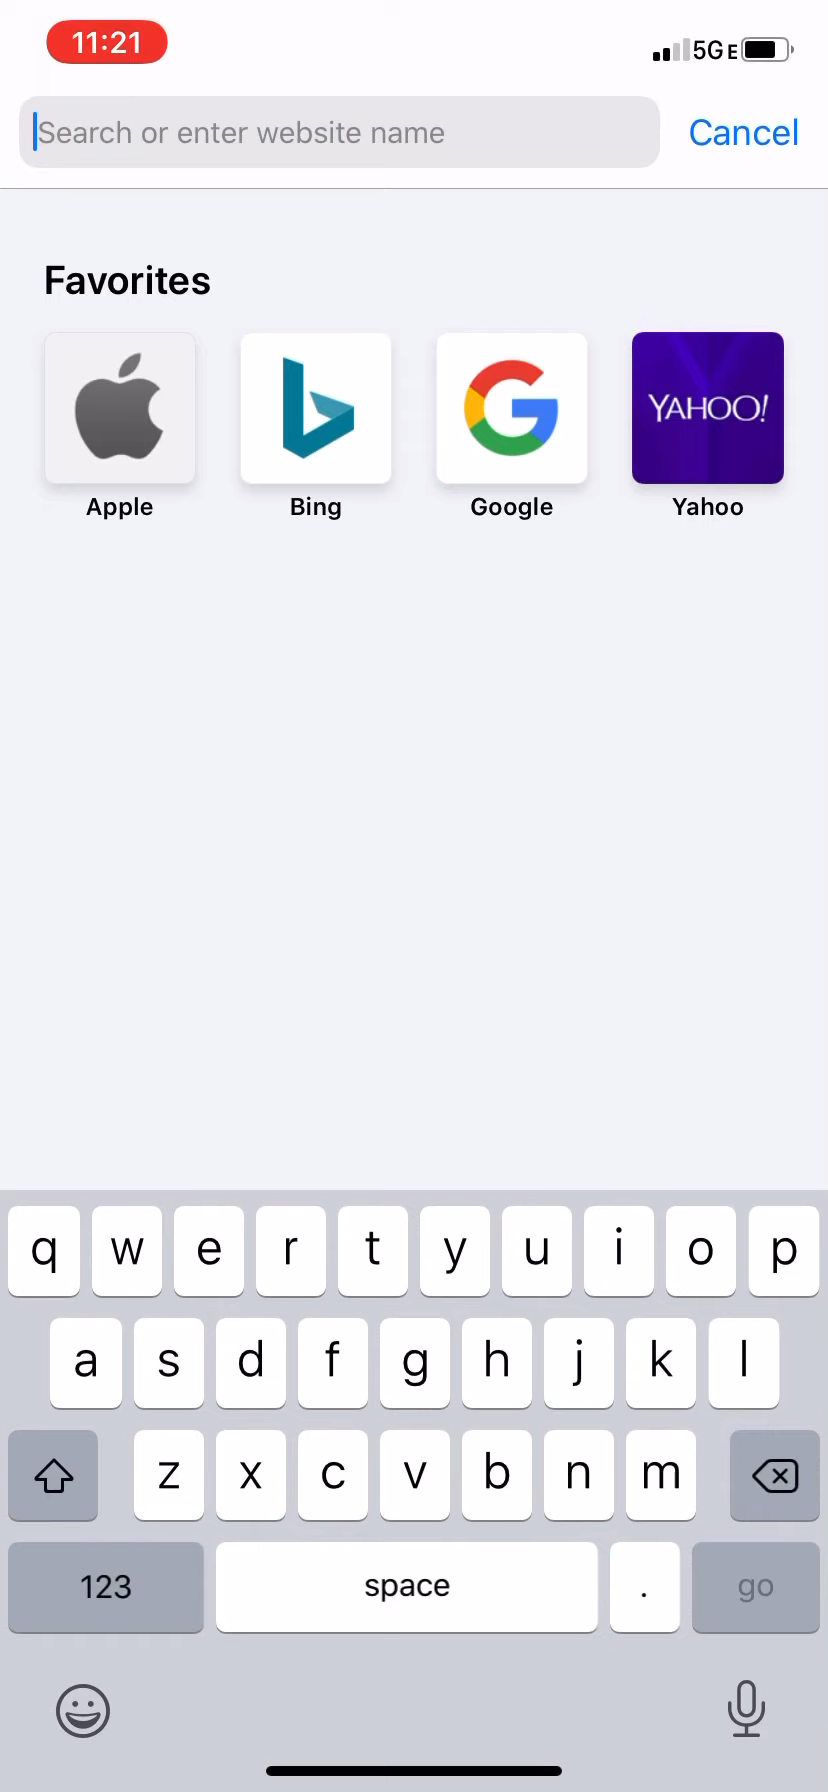 11:21
5G E
Search or enter website name
Cancel
Favorites
YAHOO!
Apple
Bing
Google
Yahoo
q w e r t y u i o p
a s d f g h j k l
z x c v b n m
123 space . go